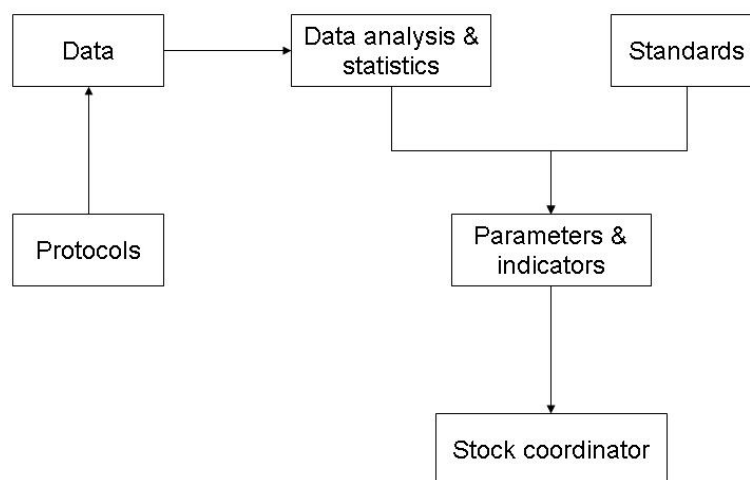 Data
Data analysis &
statistics
Standards
Protocols
Parameters &
indicators
Stock coordinator